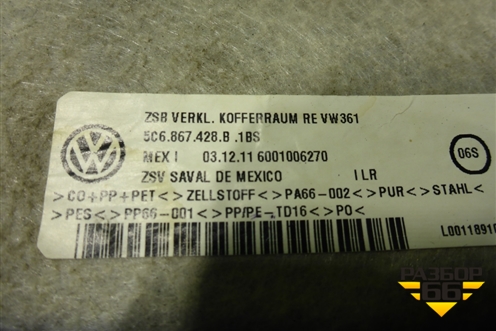 ZSB VERKL. KOFFERRAUM RE VW361
5C6.867.428.B .1BS
MEX I 03.12.11 6001006270
ZSV SAVAL DE MEXICO I LR
06S
>CO+PP+PET<>ZELLSTOFF<>PA66-002<>PUR<>STAHL<
>PES<>PP66-001<>PP/PE-TD16<>PO<
L00118910
РАЗБОР
66